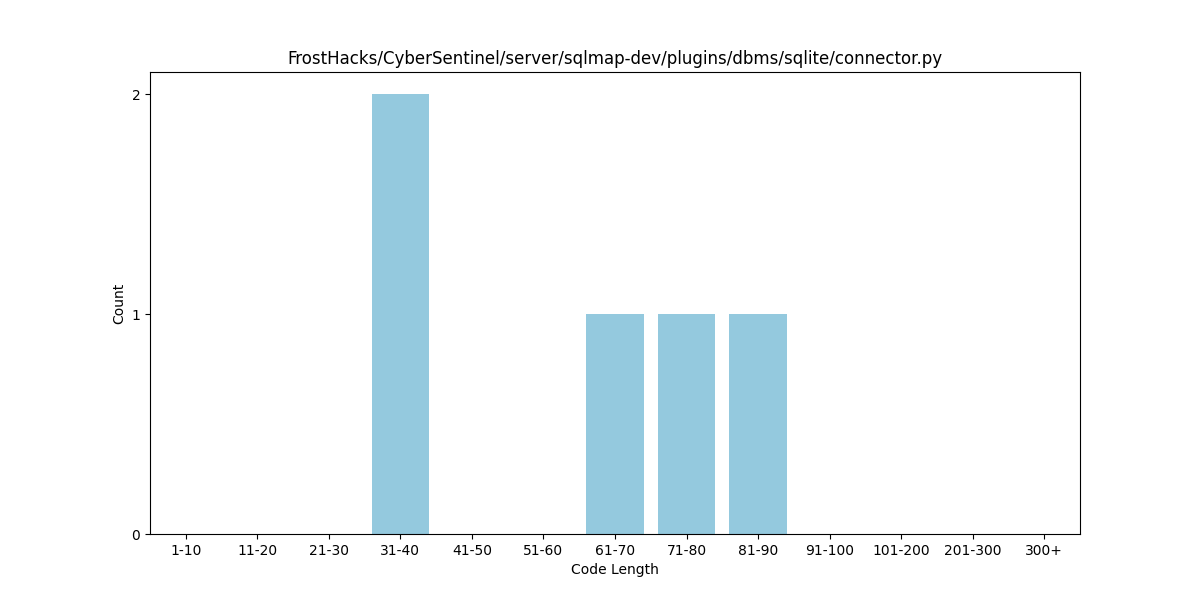 FrostHacks/CyberSentinel/server/sqlmap-dev/plugins/dbms/sqlite/connector.py
2
1
0
Count
1-10 11-20 21-30 31-40 41-50 51-60 61-70 71-80 81-90 91-100 101-200 201-300 300+
Code Length